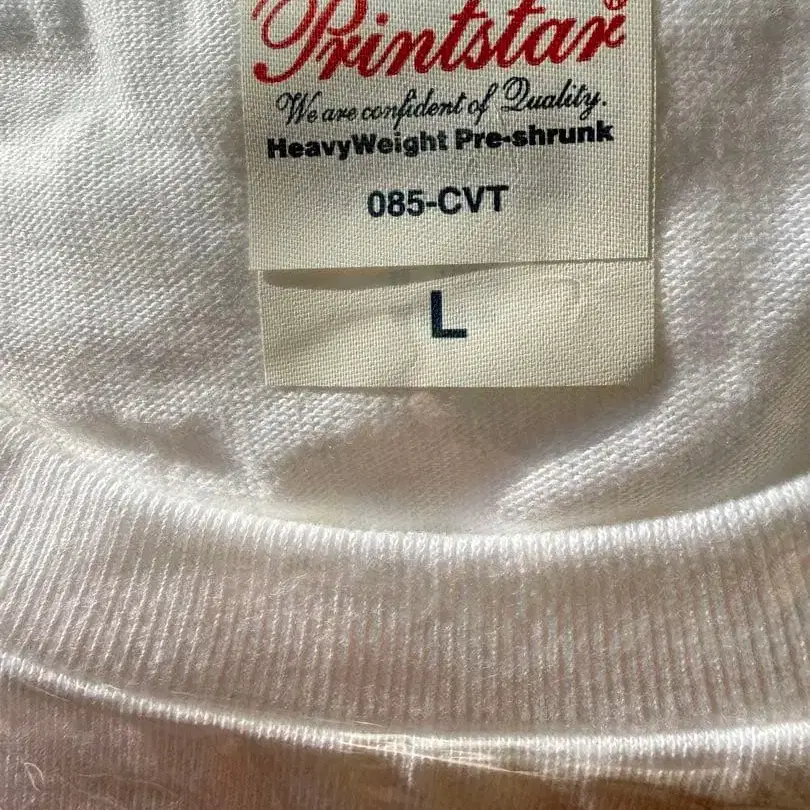 Printstar®
We are confident of Quality.
HeavyWeight Pre-shrunk
085-CVT
L